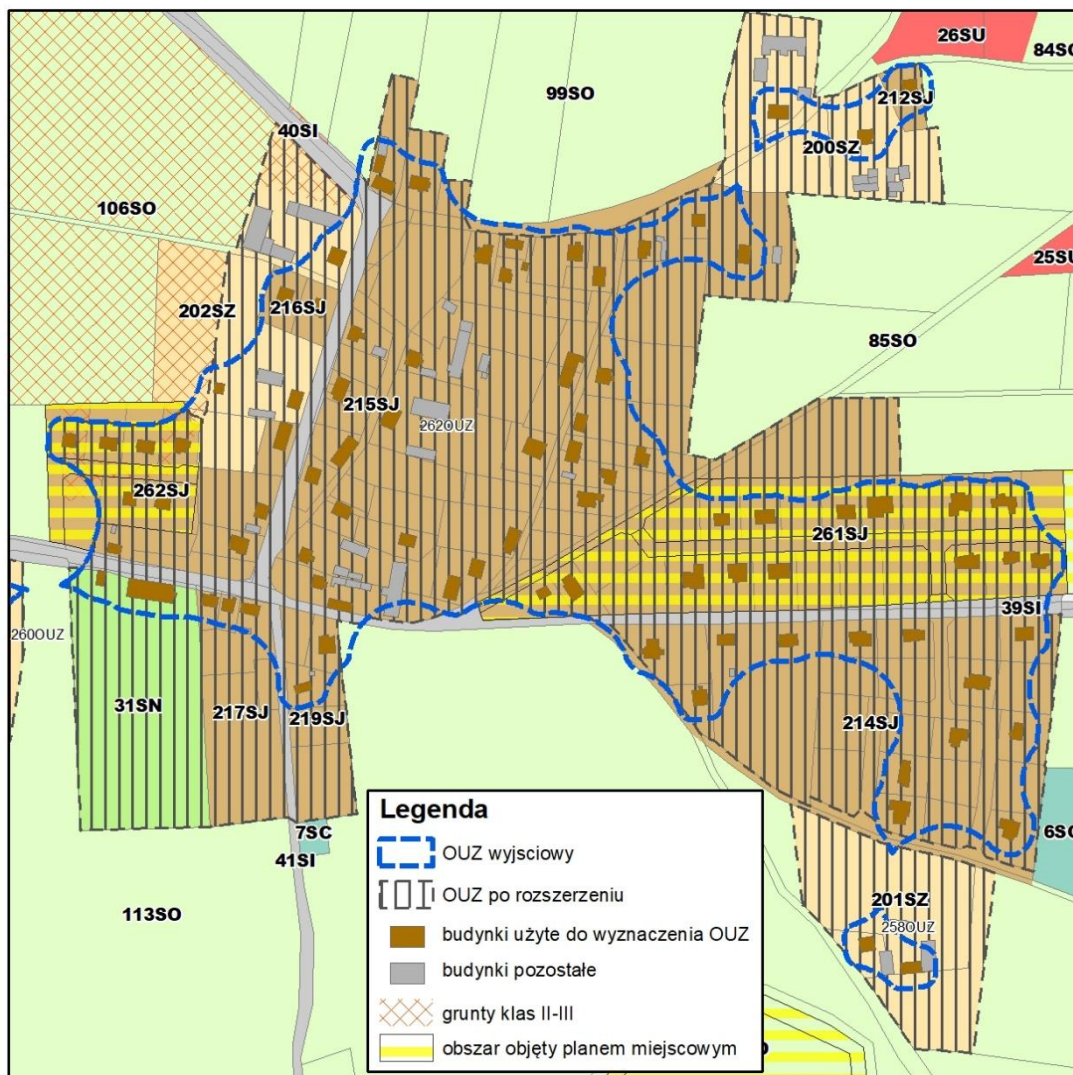 26SU
84SO
99SO
212SJ
40SI
200SZ
106SO
25SU
202SZ
216SJ
85SO
215SJ
262OUZ
262SJ
261SJ
39SI
260OUZ
31SN
217SJ
219SJ
214SJ
7SC
6SC
41SI
113SO
201SZ
258OUZ
Legenda
OUZ wyjsciowy
OUZ po rozszerzeniu
budynki użyte do wyznaczenia OUZ
budynki pozostałe
grunty klas II-III
obszar objęty planem miejscowym